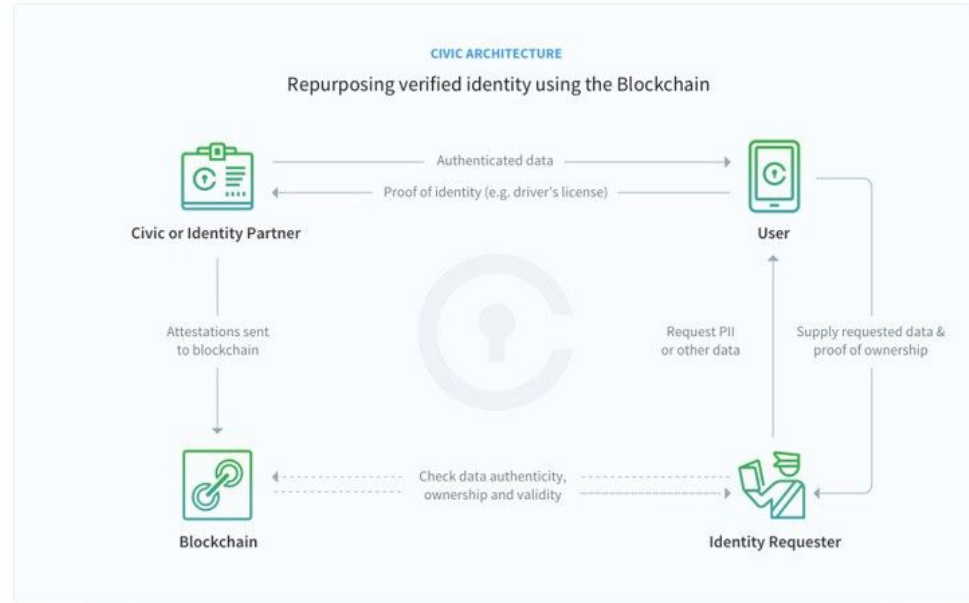 CIVIC ARCHITECTURE
Repurposing verified identity using the Blockchain
Authenticated data
Proof of identity (e.g. driver's license)
Civic or Identity Partner
User
Attestations sent
to blockchain
Request PII
or other data
Supply requested data &
proof of ownership
Check data authenticity,
ownership and validity
Blockchain
Identity Requester